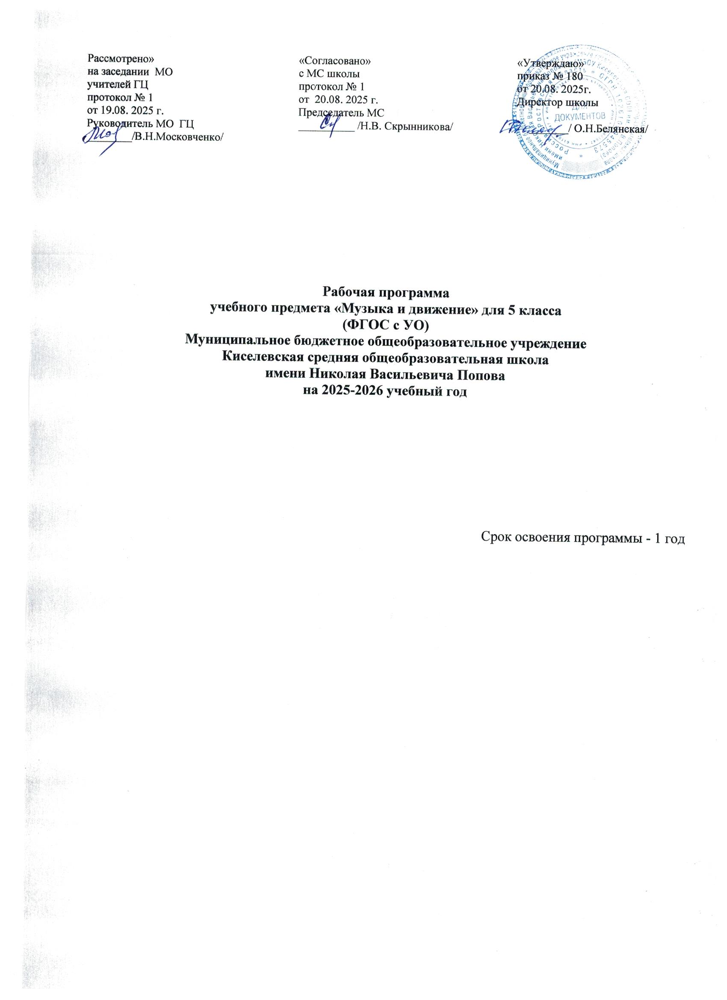 Рассмотрено»
на заседании МО
учителей ГЦ
протокол № 1
от 19.08. 2025 г.
Руководитель МО ГЦ
________/В.Н.Московченко/
«Согласовано»
с МС школы
протокол № 1
от 20.08. 2025 г.
Председатель МС
__________ /Н.В. Скрынникова/
«Утверждаю»
приказ № 180
от 20.08. 2025г.
Директор школы
_______/ О.Н.Белянская/
ДЛЯ
ДОКУМЕНТОВ
Рабочая программа
учебного предмета «Музыка и движение» для 5 класса
(ФГОС с УО)
Муниципальное бюджетное общеобразовательное учреждение
Киселевская средняя общеобразовательная школа
имени Николая Васильевича Попова
на 2025-2026 учебный год
Срок освоения программы - 1 год